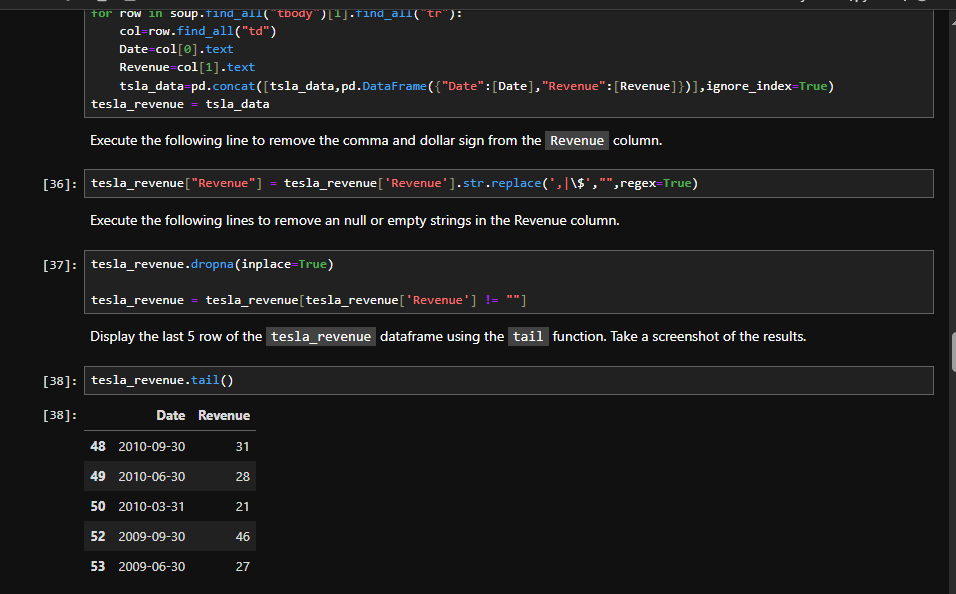 for row in soup.find_all("tbody")[1].find_all("tr"):
    col=row.find_all("td")
    Date=col[0].text
    Revenue=col[1].text
    tsla_data=pd.concat([tsla_data,pd.DataFrame({"Date":[Date],"Revenue":[Revenue]})],ignore_index=True)
tesla_revenue = tsla_data
Execute the following line to remove the comma and dollar sign from the Revenue column.
[36]: tesla_revenue["Revenue"] = tesla_revenue['Revenue'].str.replace(',|\$',"",regex=True)
Execute the following lines to remove an null or empty strings in the Revenue column.
[37]: tesla_revenue.dropna(inplace=True)
tesla_revenue = tesla_revenue[tesla_revenue['Revenue'] != ""]
Display the last 5 row of the tesla_revenue dataframe using the tail function. Take a screenshot of the results.
[38]: tesla_revenue.tail()
[38]: Date Revenue
48 2010-09-30 31
49 2010-06-30 28
50 2010-03-31 21
52 2009-09-30 46
53 2009-06-30 27